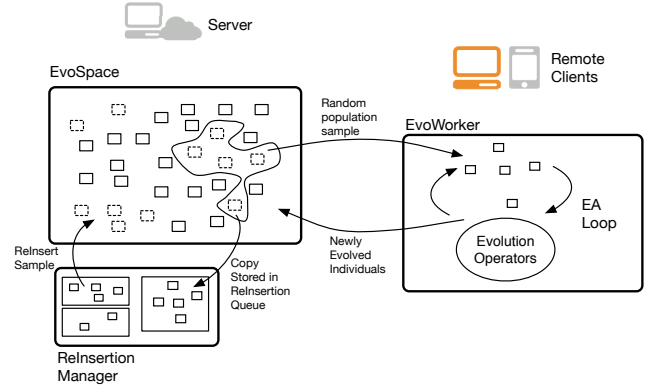 Server
Remote
Clients
EvoSpace
Random
population
sample
EvoWorker
EA
Loop
Evolution
Operators
Newly
Evolved
Individuals
ReInsert
Sample
Copy
Stored in
ReInsertion
Queue
ReInsertion
Manager